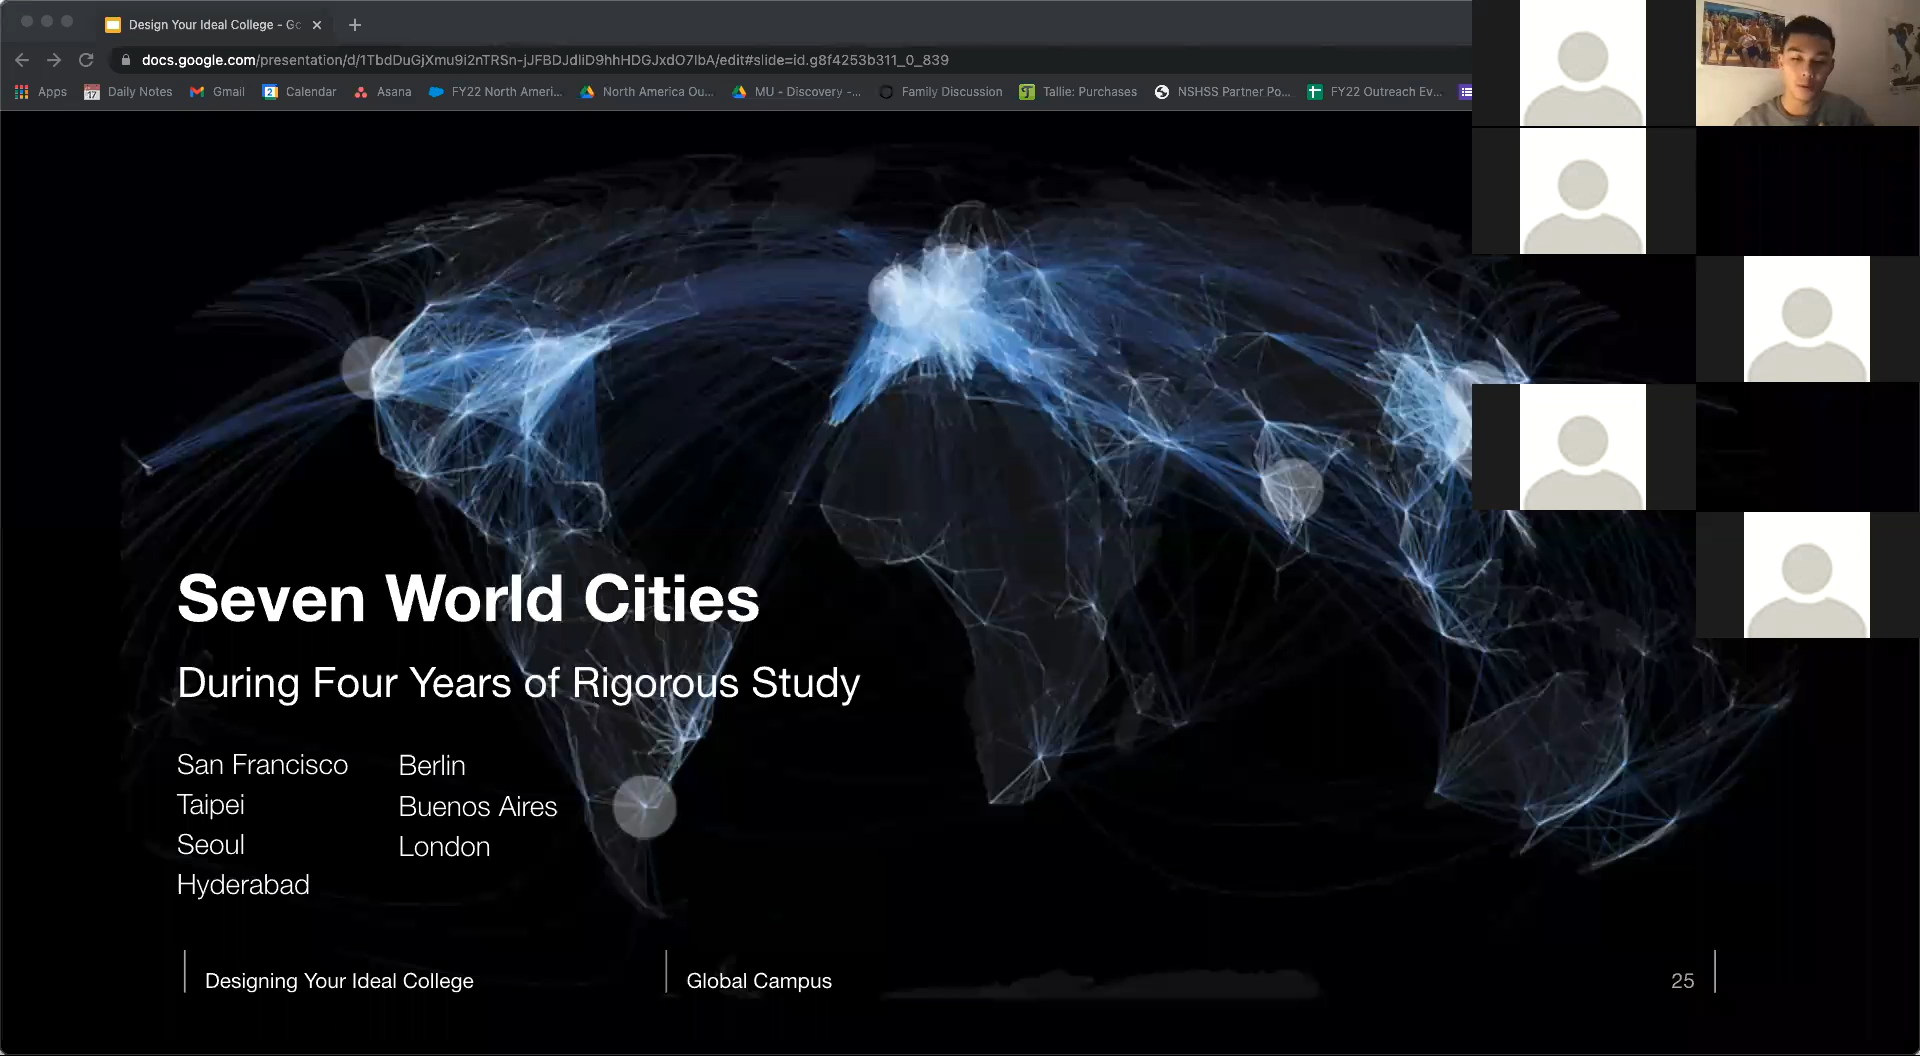 Design Your Ideal College - Go
docs.google.com/presentation/d/1TbdDuGjXmu9i2nTRSn-jJFBDJdliD9hhHDGJxdO7lbA/edit#slide=id.g8f4253b311_0_839
Apps
17
Daily Notes
Gmail
2
Calendar
Asana
FY22 North Ameri...
North America Ou...
MU - Discovery -...
Family Discussion
Tallie: Purchases
NSHSS Partner Po...
FY22 Outreach Ev...
Seven World Cities
During Four Years of Rigorous Study
San Francisco
Taipei
Seoul
Hyderabad
Berlin
Buenos Aires
London
Designing Your Ideal College
Global Campus
25